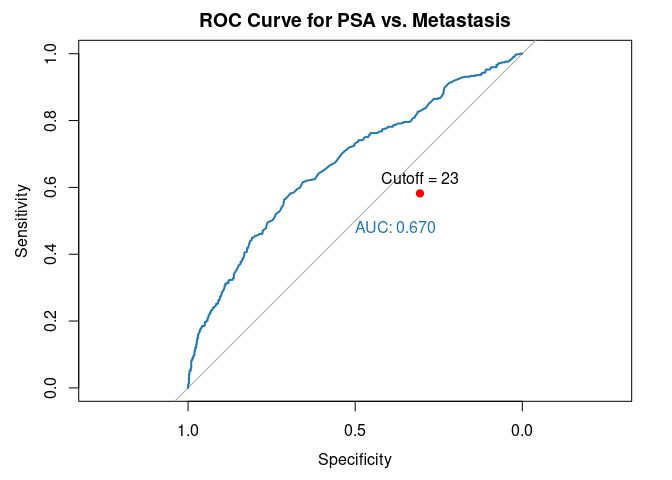 ROC Curve for PSA vs. Metastasis
1.0
0.8
0.6
0.4
0.2
0.0
Sensitivity
Cutoff = 23
AUC: 0.670
1.0 0.5 0.0
Specificity